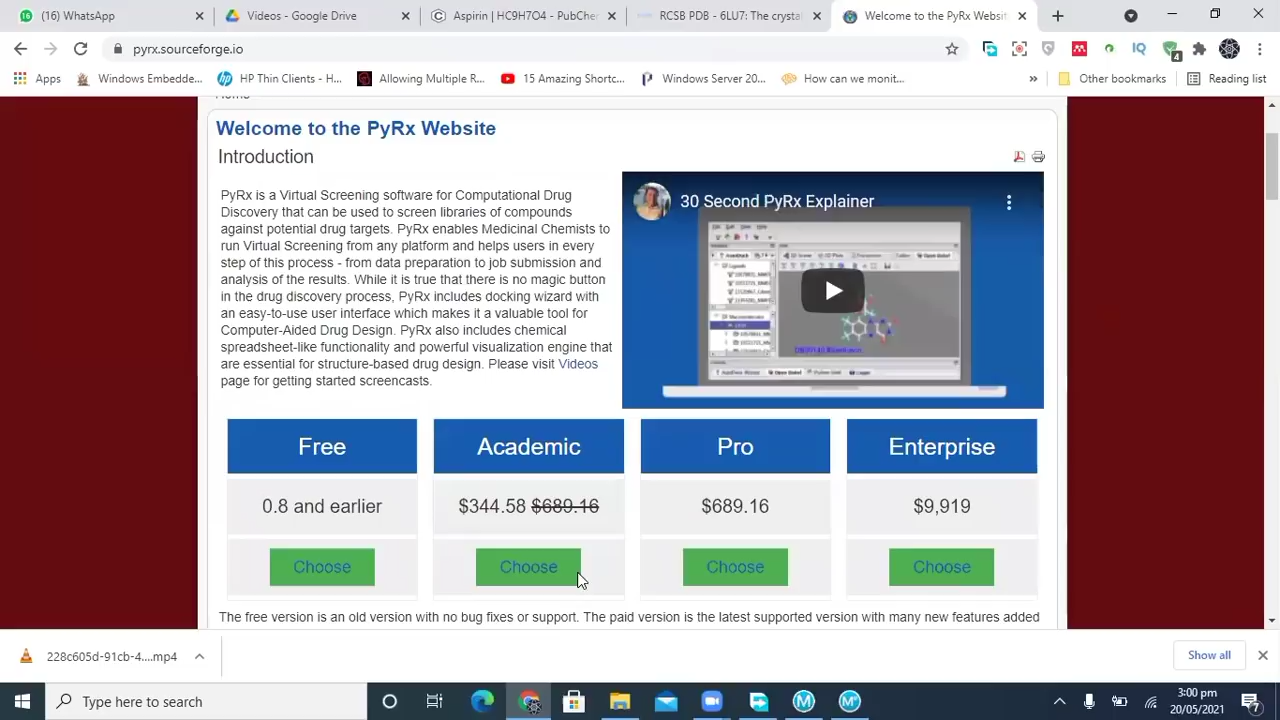 (16) WhatsApp
Videos - Google Drive
Aspirin | HC9H7O4 - PubChem
RCSB PDB - 6LU7: The crystal
Welcome to the PyRx Website
pyrx.sourceforge.io
4
IQ
Apps
Windows Embedde...
HP Thin Clients - H...
Allowing Multiple R...
15 Amazing Shortc...
Windows Server 20...
How can we monit...
»
Other bookmarks
Reading list
Welcome to the PyRx Website
Introduction
PyRx is a Virtual Screening software for Computational Drug
Discovery that can be used to screen libraries of compounds
against potential drug targets. PyRx enables Medicinal Chemists to
run Virtual Screening from any platform and helps users in every
step of this process - from data preparation to job submission and
analysis of the results. While it is true that there is no magic button
in the drug discovery process, PyRx includes docking wizard with
an easy-to-use user interface which makes it a valuable tool for
Computer-Aided Drug Design. PyRx also includes chemical
spreadsheet-like functionality and powerful visualization engine that
are essential for structure-based drug design. Please visit Videos
page for getting started screencasts.
30 Second PyRx Explainer
Free
Academic
Pro
Enterprise
0.8 and earlier
$344.58 $689.16
$689.16
$9,919
Choose
Choose
Choose
Choose
The free version is an old version with no bug fixes or support. The paid version is the latest supported version with many new features added
228c605d-91cb-4....mp4
Show all
Type here to search
3:00 pm
20/05/2021
7